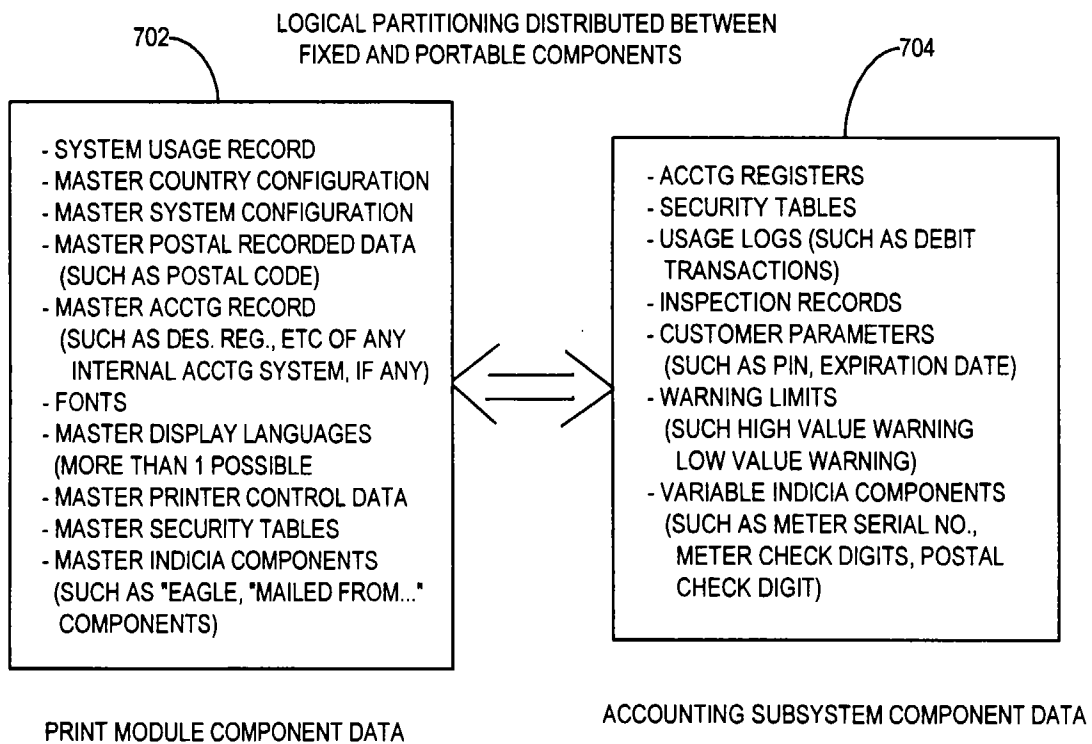 LOGICAL PARTITIONING DISTRIBUTED BETWEEN
FIXED AND PORTABLE COMPONENTS
702
- SYSTEM USAGE RECORD
- MASTER COUNTRY CONFIGURATION
- MASTER SYSTEM CONFIGURATION
- MASTER POSTAL RECORDED DATA
(SUCH AS POSTAL CODE)
- MASTER ACCTG RECORD
(SUCH AS DES. REG., ETC OF ANY
INTERNAL ACCTG SYSTEM, IF ANY)
- FONTS
- MASTER DISPLAY LANGUAGES
(MORE THAN 1 POSSIBLE
- MASTER PRINTER CONTROL DATA
- MASTER SECURITY TABLES
- MASTER INDICIA COMPONENTS
(SUCH AS "EAGLE, "MAILED FROM..."
COMPONENTS)
PRINT MODULE COMPONENT DATA
704
- ACCTG REGISTERS
- SECURITY TABLES
- USAGE LOGS (SUCH AS DEBIT
TRANSACTIONS)
- INSPECTION RECORDS
- CUSTOMER PARAMETERS
(SUCH AS PIN, EXPIRATION DATE)
- WARNING LIMITS
(SUCH HIGH VALUE WARNING
LOW VALUE WARNING)
- VARIABLE INDICIA COMPONENTS
(SUCH AS METER SERIAL NO.,
METER CHECK DIGITS, POSTAL
CHECK DIGIT)
ACCOUNTING SUBSYSTEM COMPONENT DATA